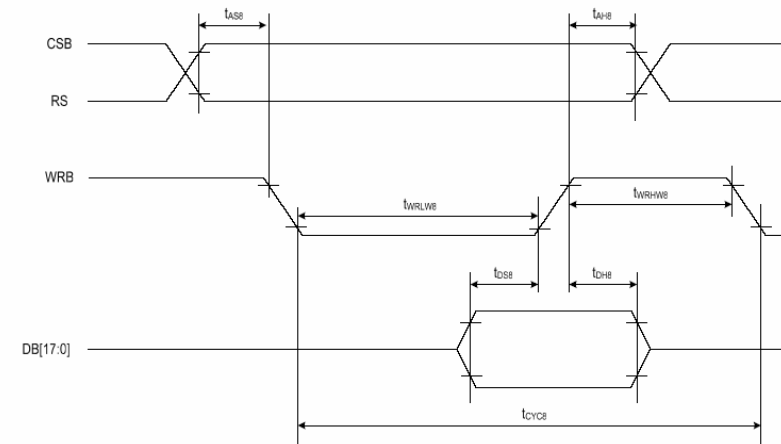 tAS8 tAH8
CSB
RS
WRB
tWRLW8 tWRHW8
tDS8 tDH8
DB[17:0]
tCYC8